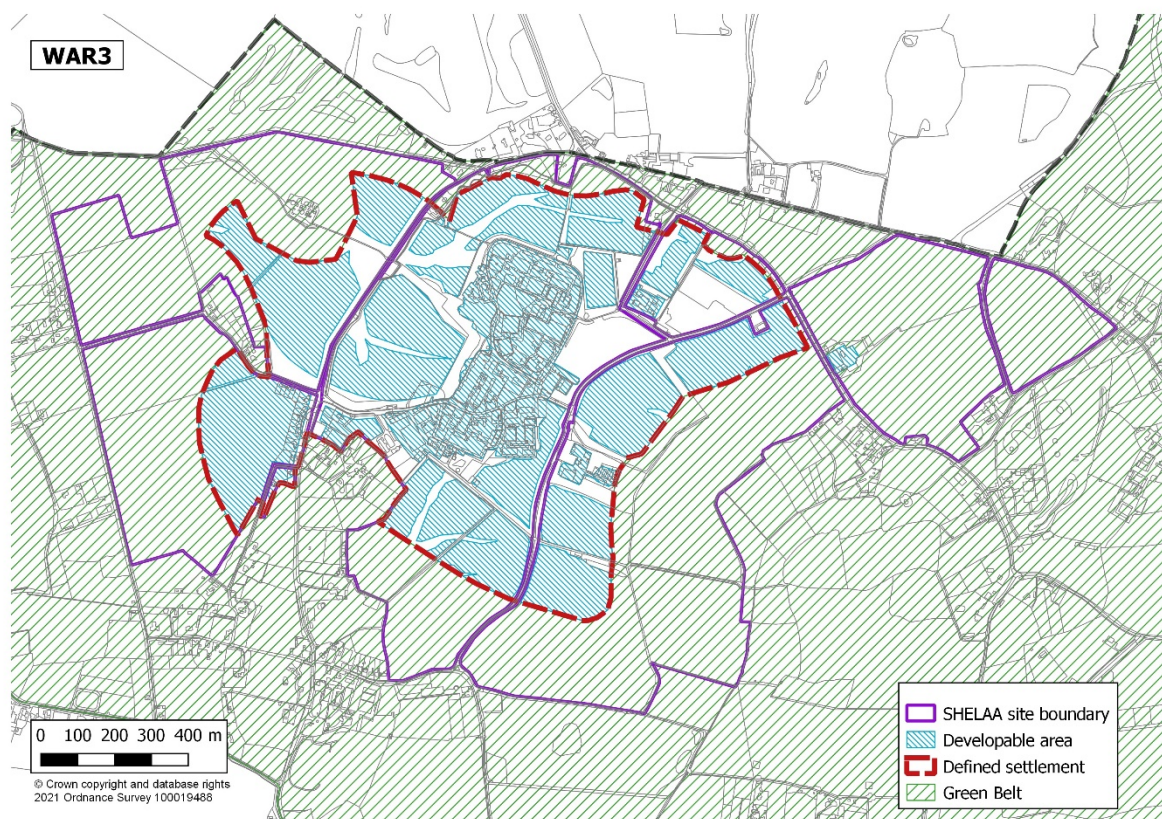 WAR3
SHELAA site boundary
Developable area
Defined settlement
Green Belt
0 100 200 300 400 m
© Crown copyright and database rights
2021 Ordnance Survey 100019488